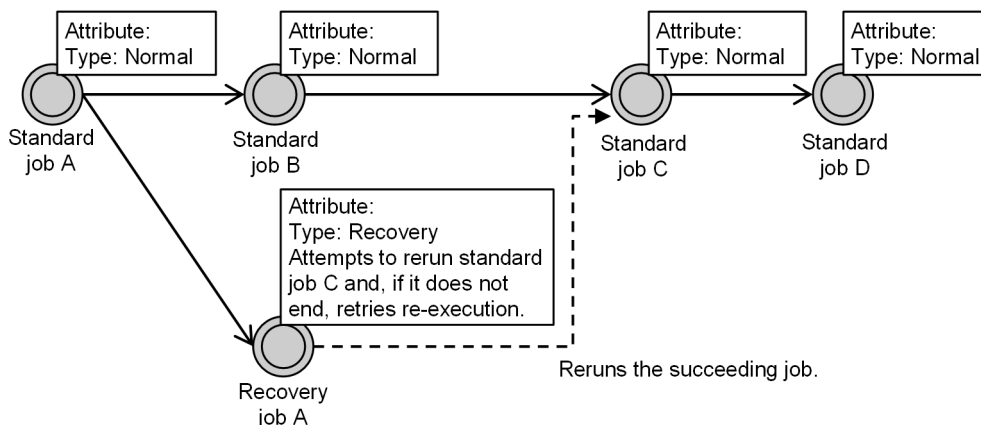 Attribute:
Type: Normal
Attribute:
Type: Normal
Attribute:
Type: Normal
Attribute:
Type: Normal
Standard
job A
Standard
job B
Standard
job C
Standard
job D
Attribute:
Type: Recovery
Attempts to rerun standard
job C and, if it does not
end, retries re-execution.
Reruns the succeeding job.
Recovery
job A